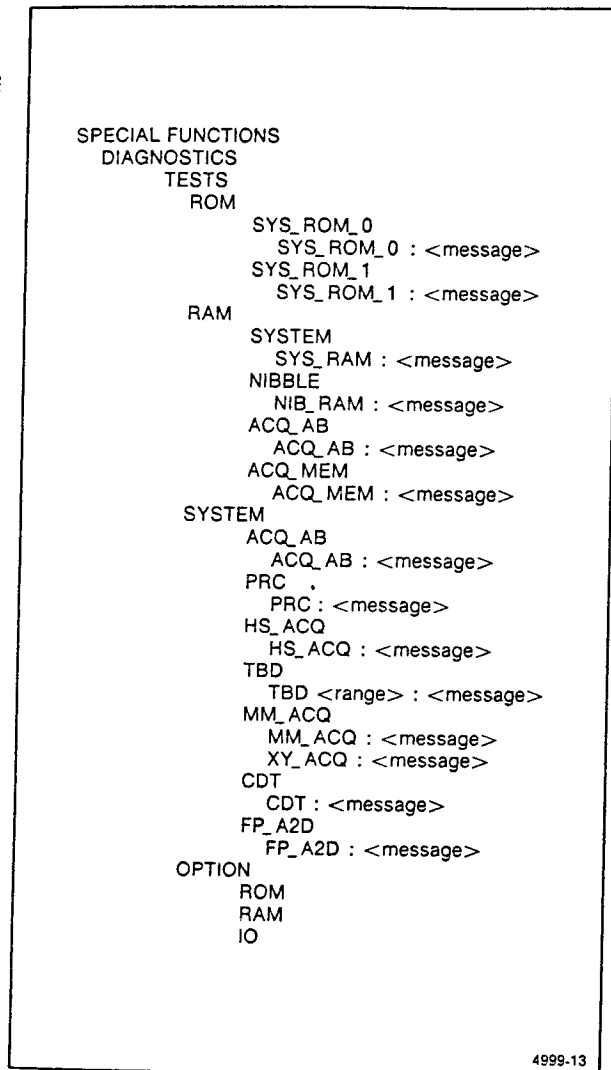 SPECIAL FUNCTIONS
DIAGNOSTICS
TESTS
ROM
SYS_ROM_0
SYS_ROM_0 : <message>
SYS_ROM_1
SYS_ROM_1 : <message>
RAM
SYSTEM
SYS_RAM : <message>
NIBBLE
NIB_RAM : <message>
ACQ_AB
ACQ_AB : <message>
ACQ_MEM
ACQ_MEM : <message>
SYSTEM
ACQ_AB
ACQ_AB : <message>
PRC
PRC : <message>
HS_ACQ
HS_ACQ : <message>
TBD
TBD <range> : <message>
MM_ACQ
MM_ACQ : <message>
XY_ACQ : <message>
CDT
CDT : <message>
FP_A2D
FP_A2D : <message>
OPTION
ROM
RAM
IO
4999-13